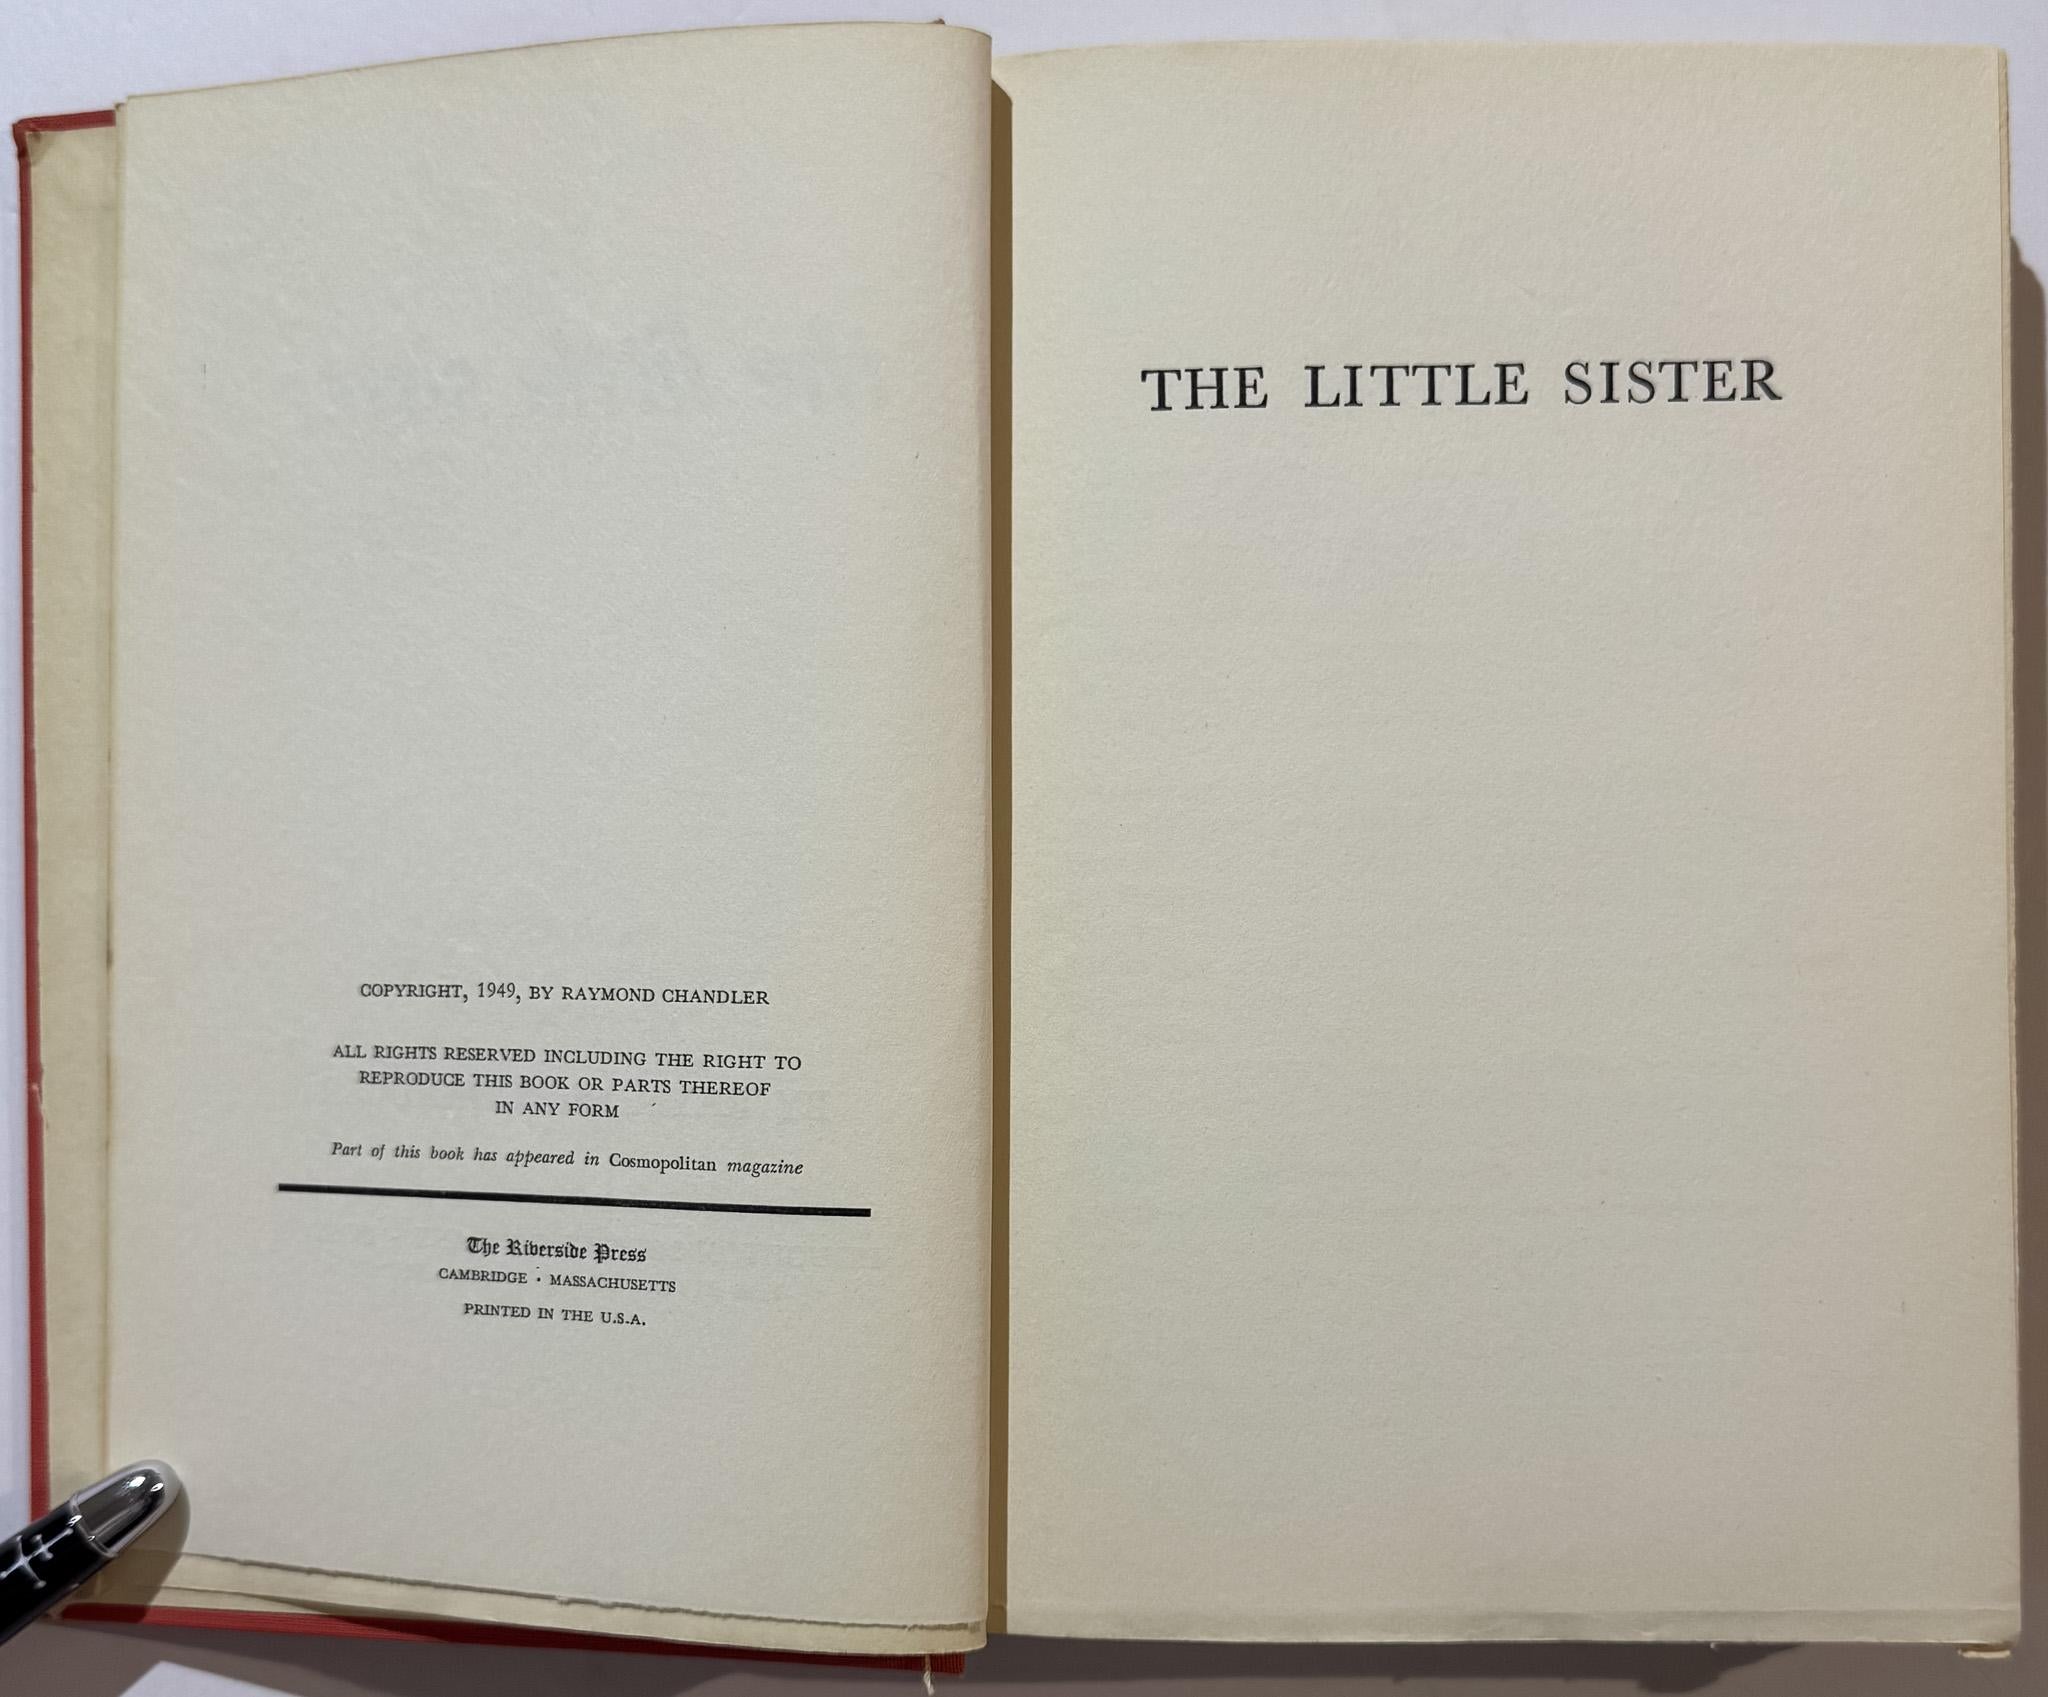 COPYRIGHT, 1949, BY RAYMOND CHANDLER
ALL RIGHTS RESERVED INCLUDING THE RIGHT TO
REPRODUCE THIS BOOK OR PARTS THEREOF
IN ANY FORM
Part of this book has appeared in Cosmopolitan magazine
The Riverside Press
CAMBRIDGE · MASSACHUSETTS
PRINTED IN THE U.S.A.
THE LITTLE SISTER